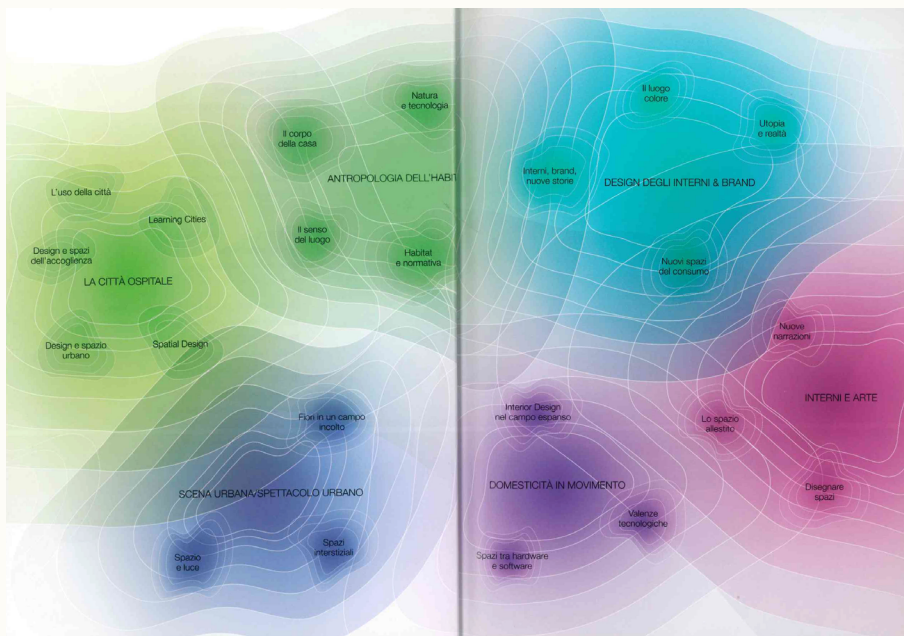 Natura
e tecnologia
Il corpo
della casa
ANTROPOLOGIA DELL'HABIT
L'uso della città
Learning Cities
Il senso
del luogo
Design e spazi
dell'accoglienza
Habitat
e normativa
LA CITTÀ OSPITALE
Design e spazio
urbano
Spatial Design
Fiori in un campo
incolto
SCENA URBANA/SPETTACOLO URBANO
Spazio
e luce
Spazi
interstiziali
Il luogo
colore
Utopia
e realtà
Interni, brand,
nuove storie
DESIGN DEGLI INTERNI & BRAND
Nuovi spazi
del consumo
Nuove
narrazioni
INTERNI E ARTE
Interior Design
nel campo espanso
Lo spazio
allestito
DOMESTICITÀ IN MOVIMENTO
Disegnare
spazi
Valenze
tecnologiche
Spazi tra hardware
e software